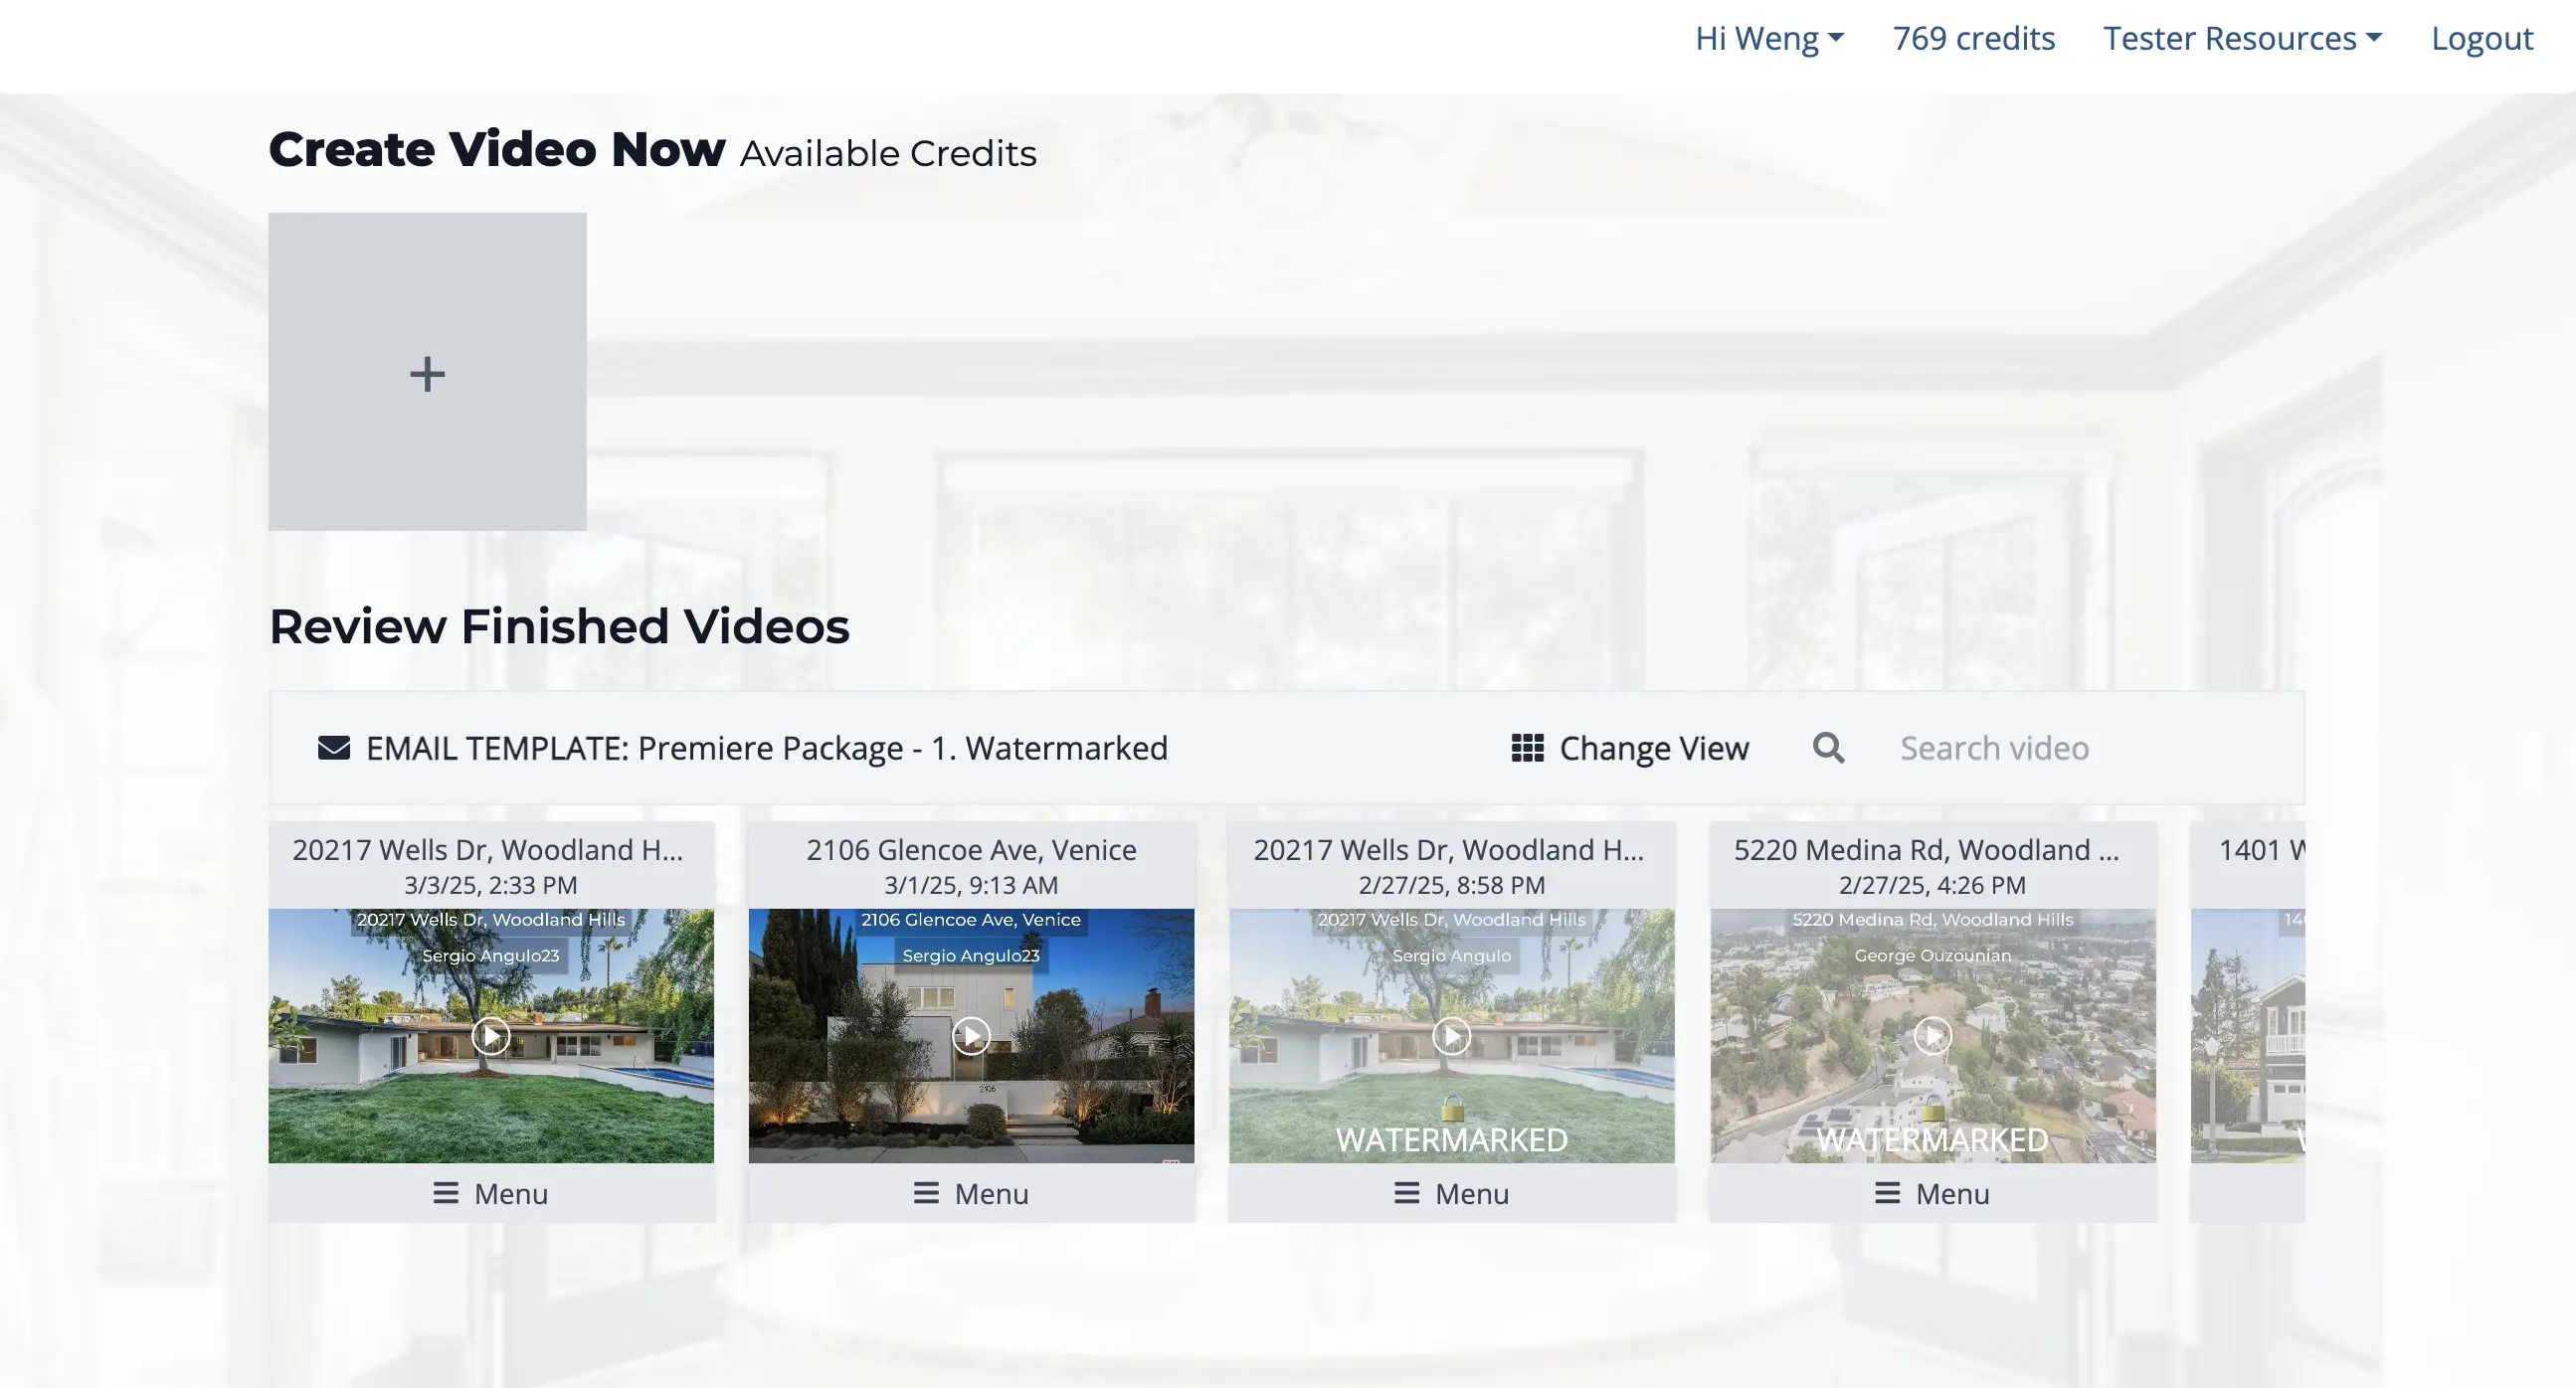 Hi Weng 769 credits Tester Resources Logout
Create Video Now Available Credits
+
Review Finished Videos
EMAIL TEMPLATE: Premiere Package - 1. Watermarked Change View Search video
20217 Wells Dr, Woodland H...
3/3/25, 2:33 PM
20217 Wells Dr, Woodland Hills
Sergio Angulo23
Menu
2106 Glencoe Ave, Venice
3/1/25, 9:13 AM
2106 Glencoe Ave, Venice
Sergio Angulo23
2106
Menu
20217 Wells Dr, Woodland H...
2/27/25, 8:58 PM
20217 Wells Dr, Woodland Hills
Sergio Angulo
WATERMARKED
Menu
5220 Medina Rd, Woodland ...
2/27/25, 4:26 PM
5220 Medina Rd, Woodland Hills
George Ouzounian
WATERMARKED
Menu
1401